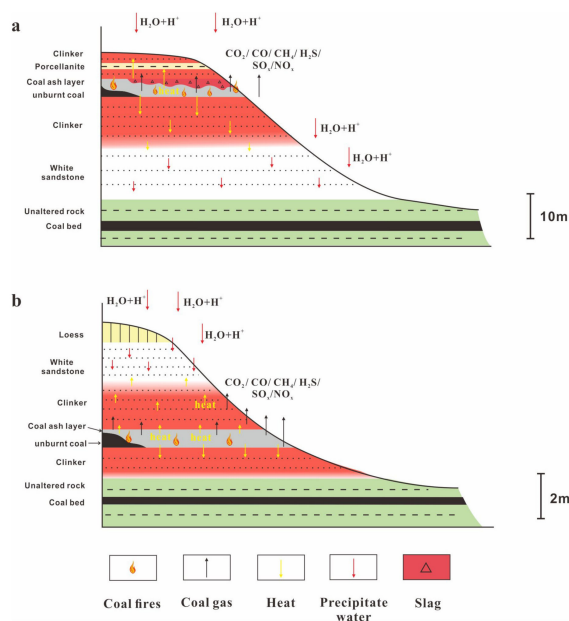 a
H₂O+H⁺
H₂O+H⁺
CO₂/CO/CH₄/H₂S/
SOₓ/NOₓ
Clinker
Porcellanite
Coal ash layer
unburnt coal
heat
Clinker
H₂O+H⁺
H₂O+H⁺
White
sandstone
Unaltered rock
Coal bed
10m
b
H₂O+H⁺
H₂O+H⁺
H₂O+H⁺
Loess
White
sandstone
CO₂/CO/CH₄/H₂S/
SOₓ/NOₓ
Clinker
heat
Coal ash layer
unburnt coal
heat
heat
Clinker
Unaltered rock
Coal bed
2m
Coal fires
Coal gas
Heat
Precipitate
water
Slag